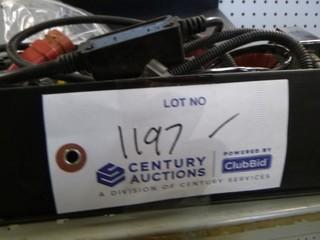 LOT NO
1197 -
CENTURY
AUCTIONS
POWERED BY
ClubBid
A DIVISION OF CENTURY SERVICES